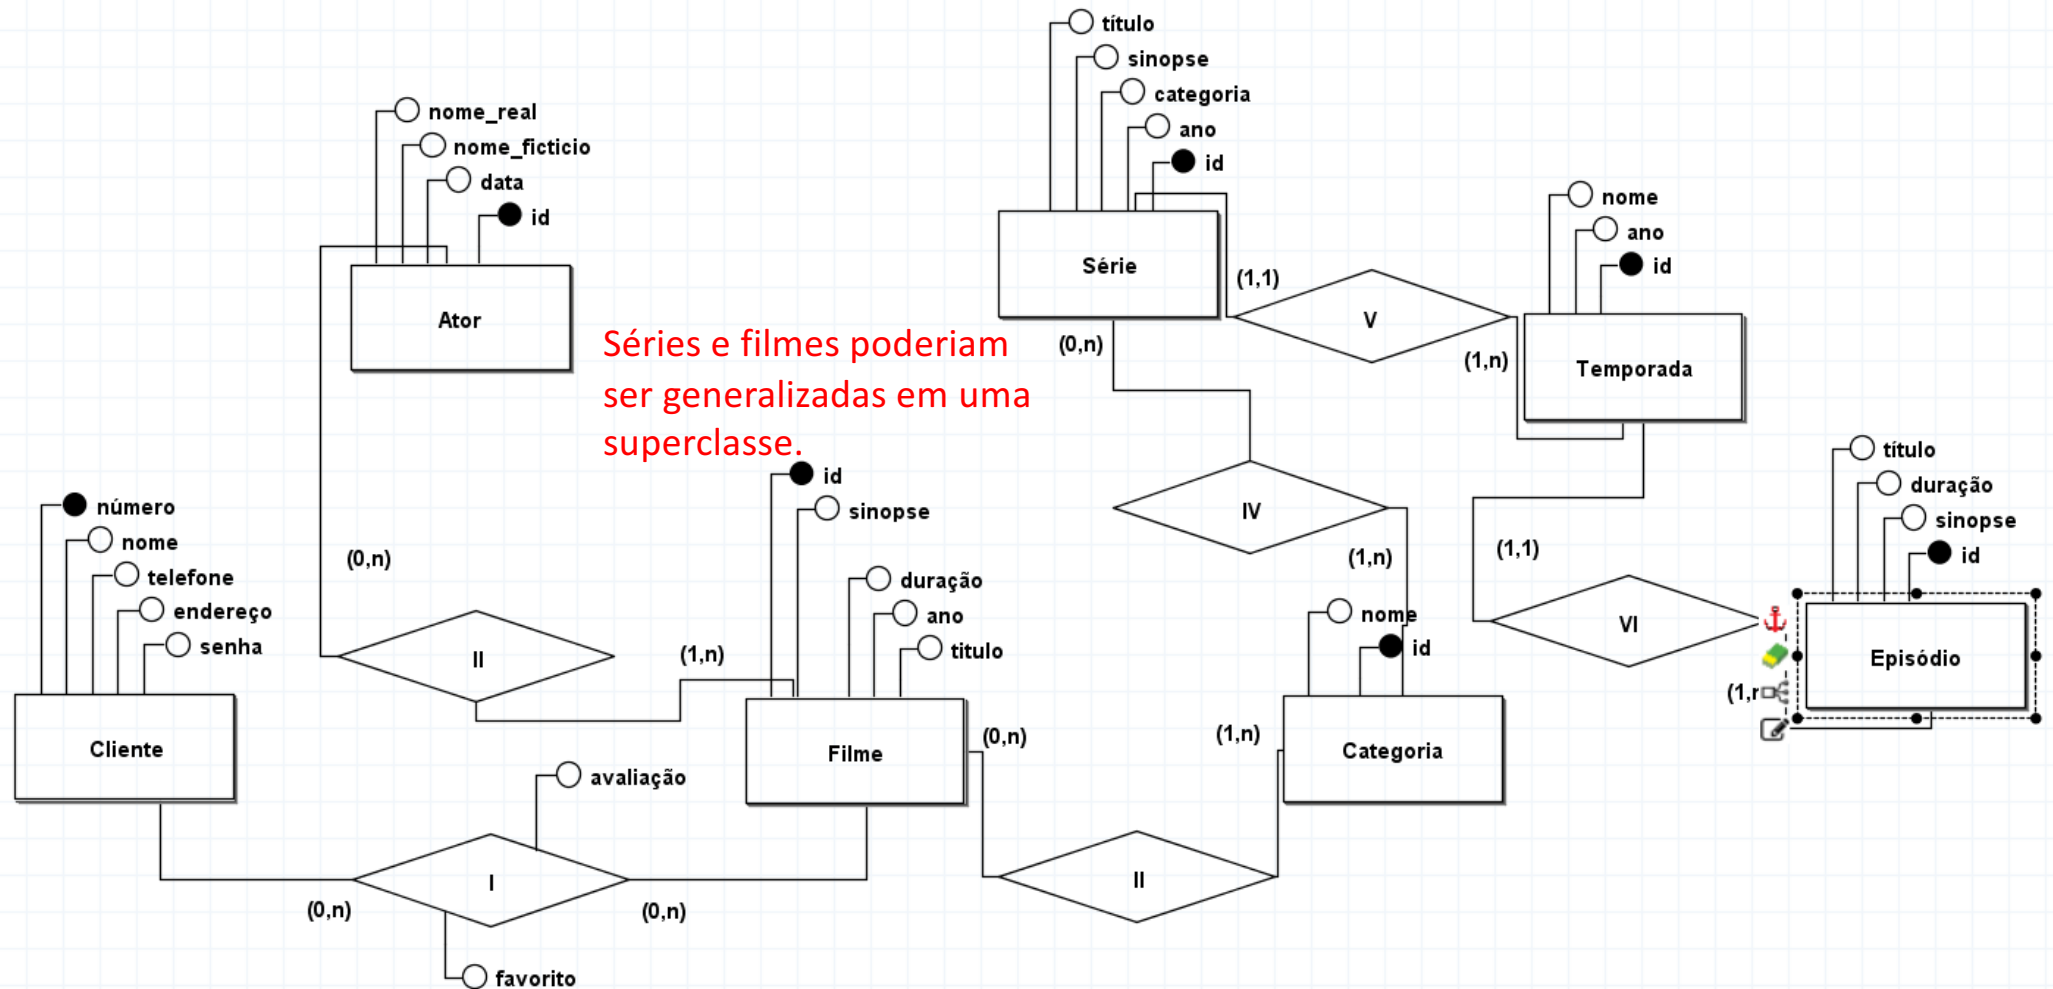 título
sinopse
categoria
ano
id
Série
nome_real
nome_ficticio
data
id
Ator
nome
ano
id
Temporada
(1,1)
V
(1,n)
(0,n)
Séries e filmes poderiam
ser generalizadas em uma
superclasse.
id
sinopse
duração
ano
titulo
Filme
número
nome
telefone
endereço
senha
Cliente
(0,n)
II
(1,n)
IV
(1,n)
nome
id
Categoria
(1,1)
VI
título
duração
sinopse
id
Episódio
(0,n)
(1,n)
II
avaliação
I
(0,n)
(0,n)
favorito